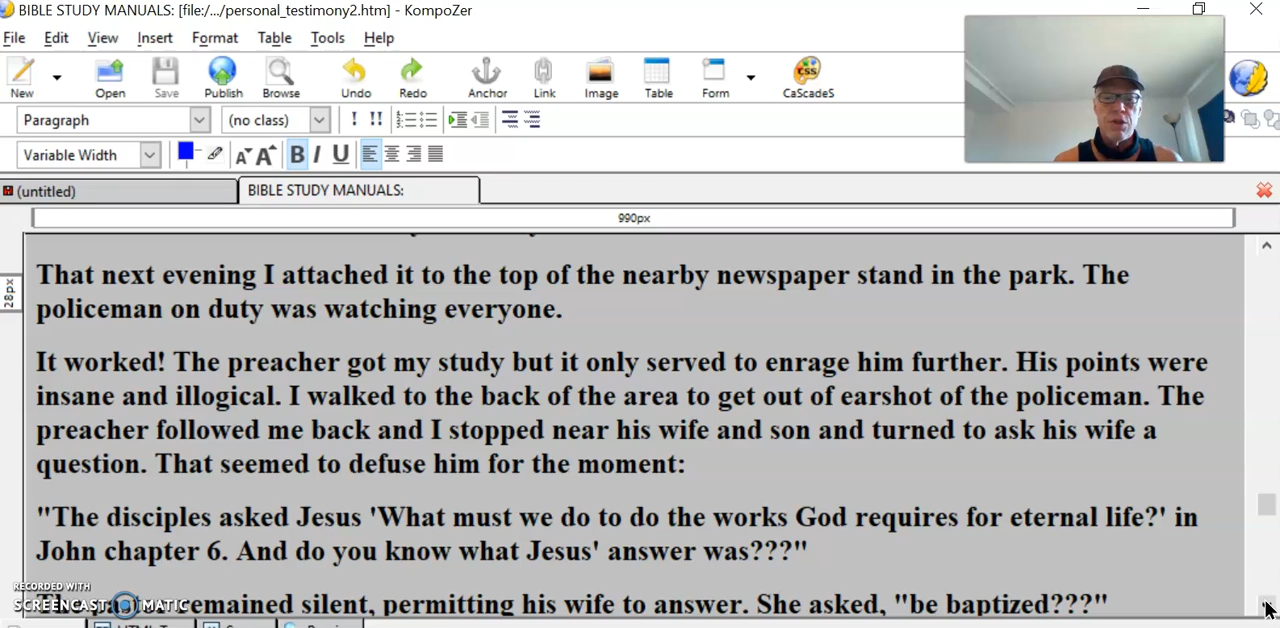 BIBLE STUDY MANUALS: [file:/.../personal_testimony2.htm] - KompoZer
File Edit View Insert Format Table Tools Help
New Open Save Publish Browse Undo Redo Anchor Link Image Table Form CaScadeS
Paragraph (no class) ! !!
Variable Width A A B I U
(untitled) BIBLE STUDY MANUALS:
990px
28px
That next evening I attached it to the top of the nearby newspaper stand in the park. The
policeman on duty was watching everyone.
It worked! The preacher got my study but it only served to enrage him further. His points were
insane and illogical. I walked to the back of the area to get out of earshot of the policeman. The
preacher followed me back and I stopped near his wife and son and turned to ask his wife a
question. That seemed to defuse him for the moment:
"The disciples asked Jesus 'What must we do to do the works God requires for eternal life?' in
John chapter 6. And do you know what Jesus' answer was???"
RECORDED WITH
SCREENCAST MATIC
The pastor remained silent, permitting his wife to answer. She asked, "be baptized???"